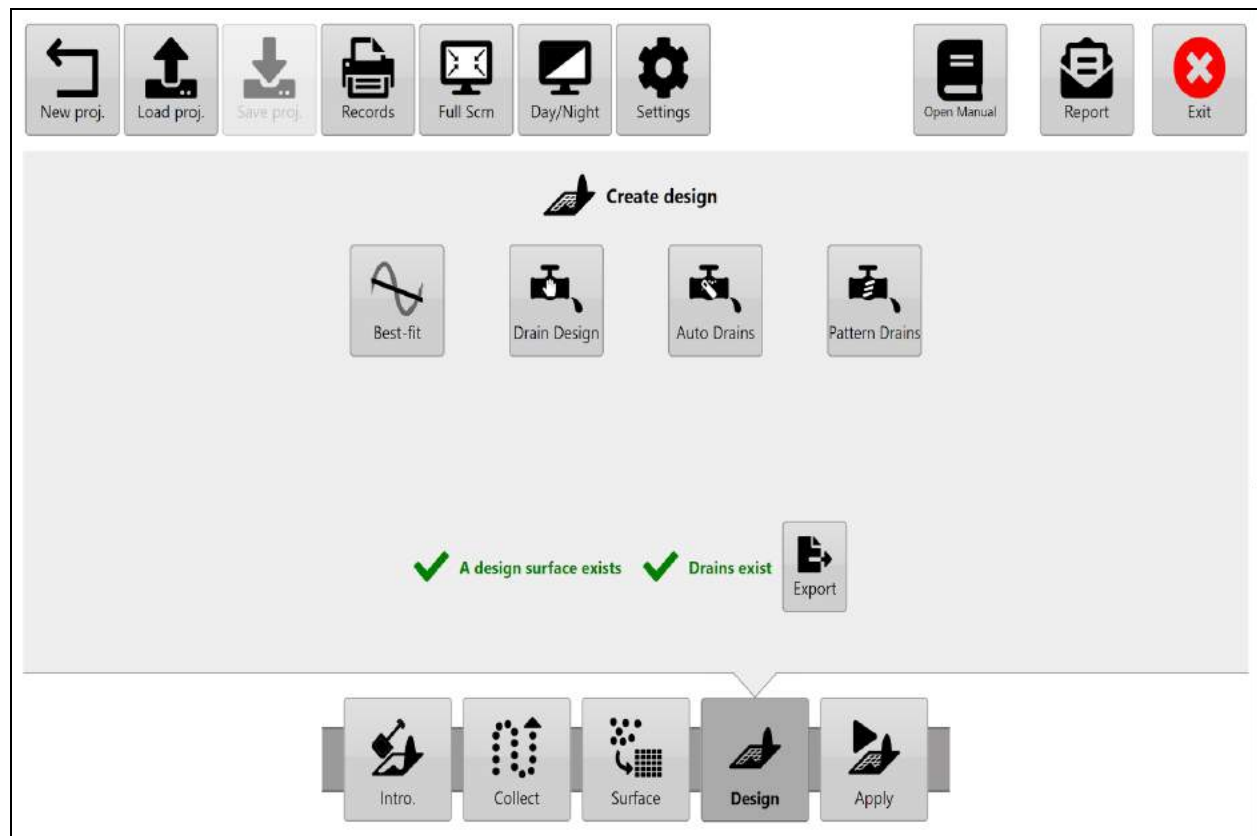 New proj.
Load proj.
Save proj.
Records
Full Scrn
Day/Night
Settings
Open Manual
Report
Exit
Create design
Best-fit
Drain Design
Auto Drains
Pattern Drains
A design surface exists
Drains exist
Export
Intro.
Collect
Surface
Design
Apply